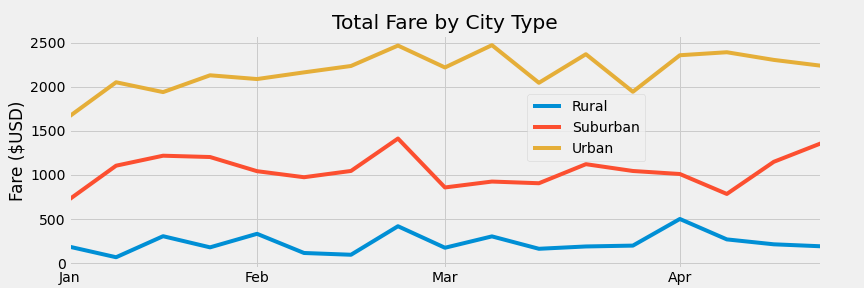 Total Fare by City Type
Fare ($USD)
2500
2000
1500
1000
500
0
Rural
Suburban
Urban
Jan Feb Mar Apr